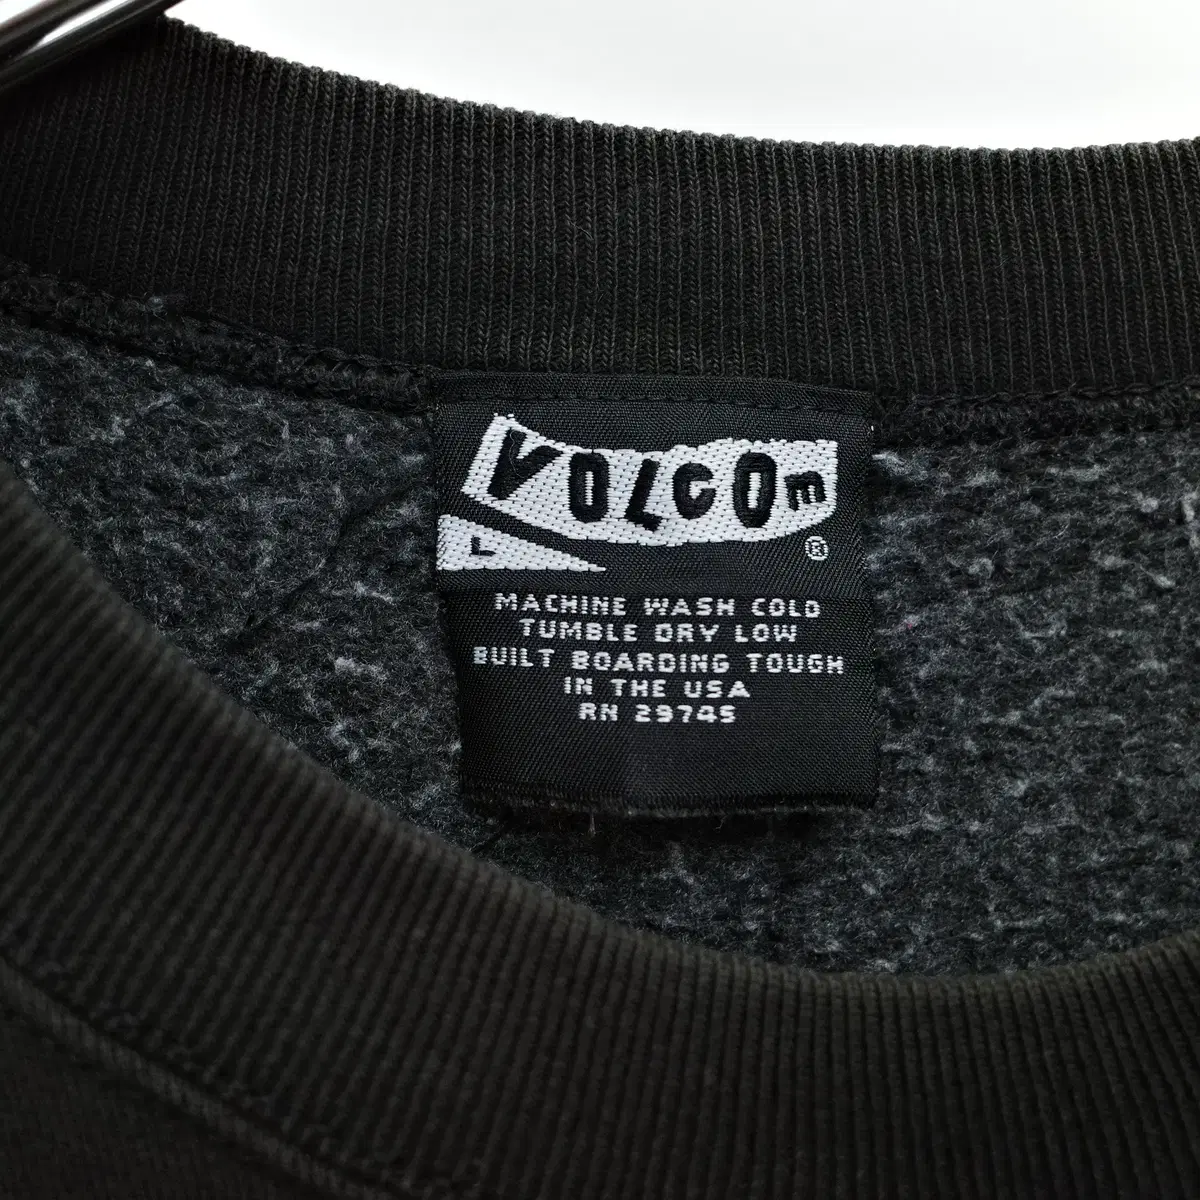 VOLCOm
®
L
MACHINE WASH COLD
TUMBLE DRY LOW
BUILT BOARDING TOUGH
IN THE USA
RN 29745